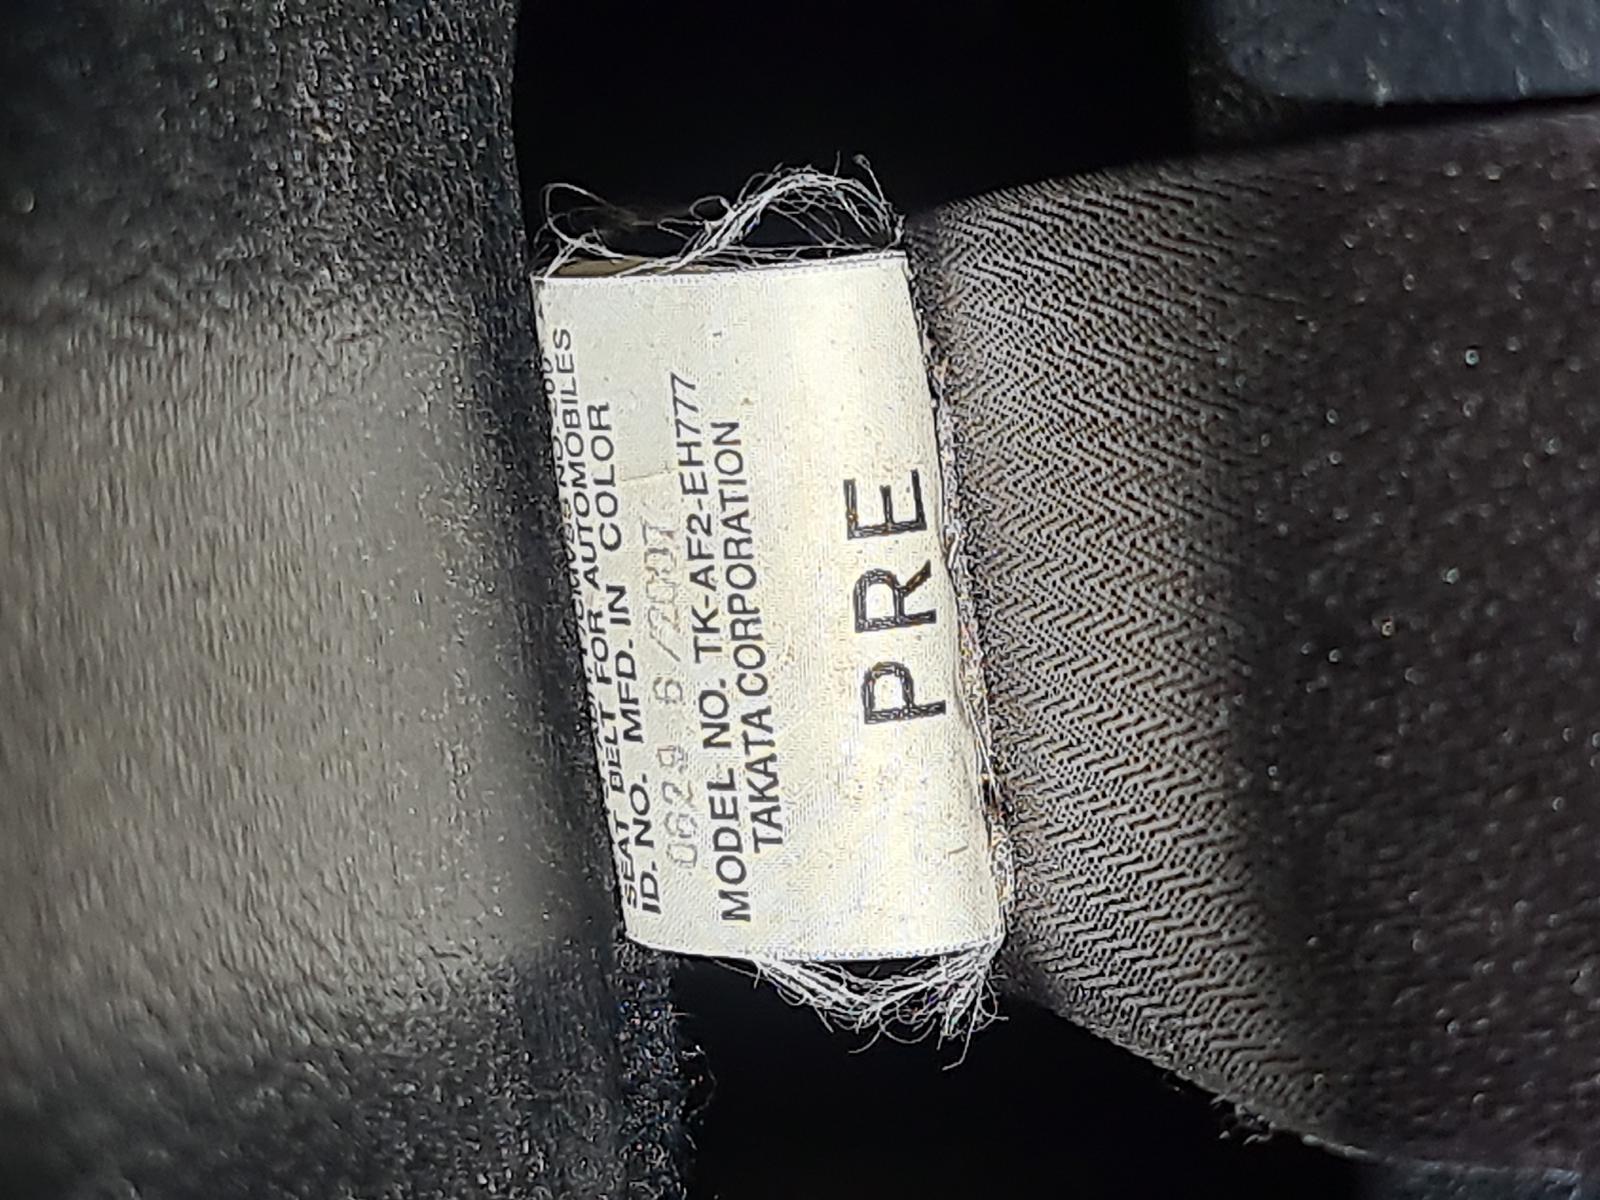 SEAT BELT FOR AUTOMOBILES
ID. NO. MFD. IN COLOR
6 /2007
MODEL NO. TK-AF2-EH777
TAKATA CORPORATION
PRE